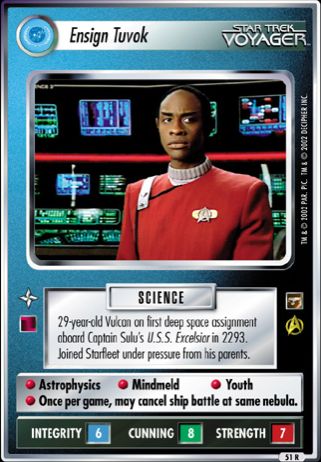 Ensign Tuvok
STAR TREK
VOYAGER™
TM & © 2002 PAR. PIC. TM & © 2002 DECIPHER INC.
SCIENCE
29-year-old Vulcan on first deep space assignment
aboard Captain Sulu's U.S.S. Excelsior in 2293.
Joined Starfleet under pressure from his parents.
Astrophysics Mindmeld Youth
Once per game, may cancel ship battle at same nebula.
INTEGRITY 6 CUNNING 8 STRENGTH 7
51 R